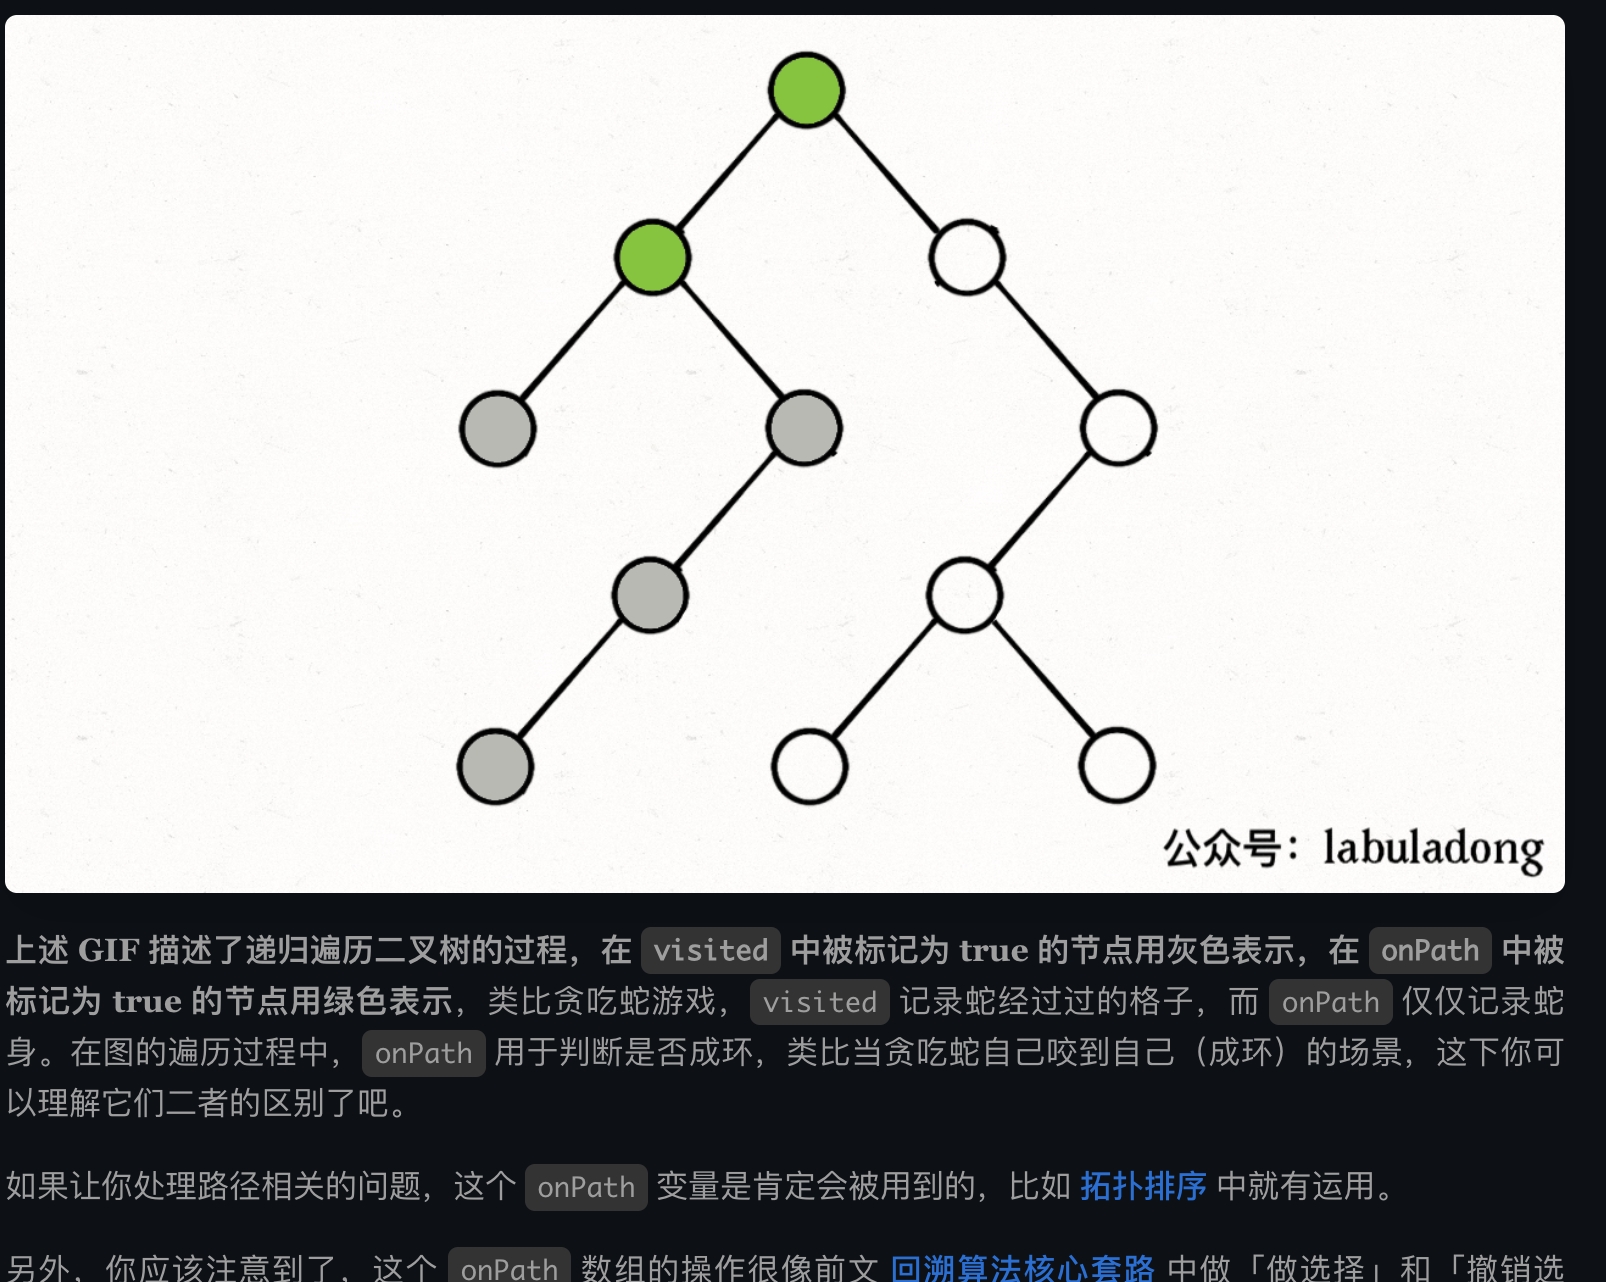 公众号：labuladong
上述 GIF 描述了递归遍历二叉树的过程，在 visited 中被标记为 true 的节点用灰色表示，在 onPath 中被
标记为 true 的节点用绿色表示，类比贪吃蛇游戏，visited 记录蛇经过过的格子，而 onPath 仅仅记录蛇
身。在图的遍历过程中，onPath 用于判断是否成环，类比当贪吃蛇自己咬到自己（成环）的场景，这下你可
以理解它们二者的区别了吧。
如果让你处理路径相关的问题，这个 onPath 变量是肯定会被用到的，比如 拓扑排序 中就有运用。
另外，你应该注意到了，这个 onPath 数组的操作很像前文 回溯算法核心套路 中做「做选择」和「撤销选